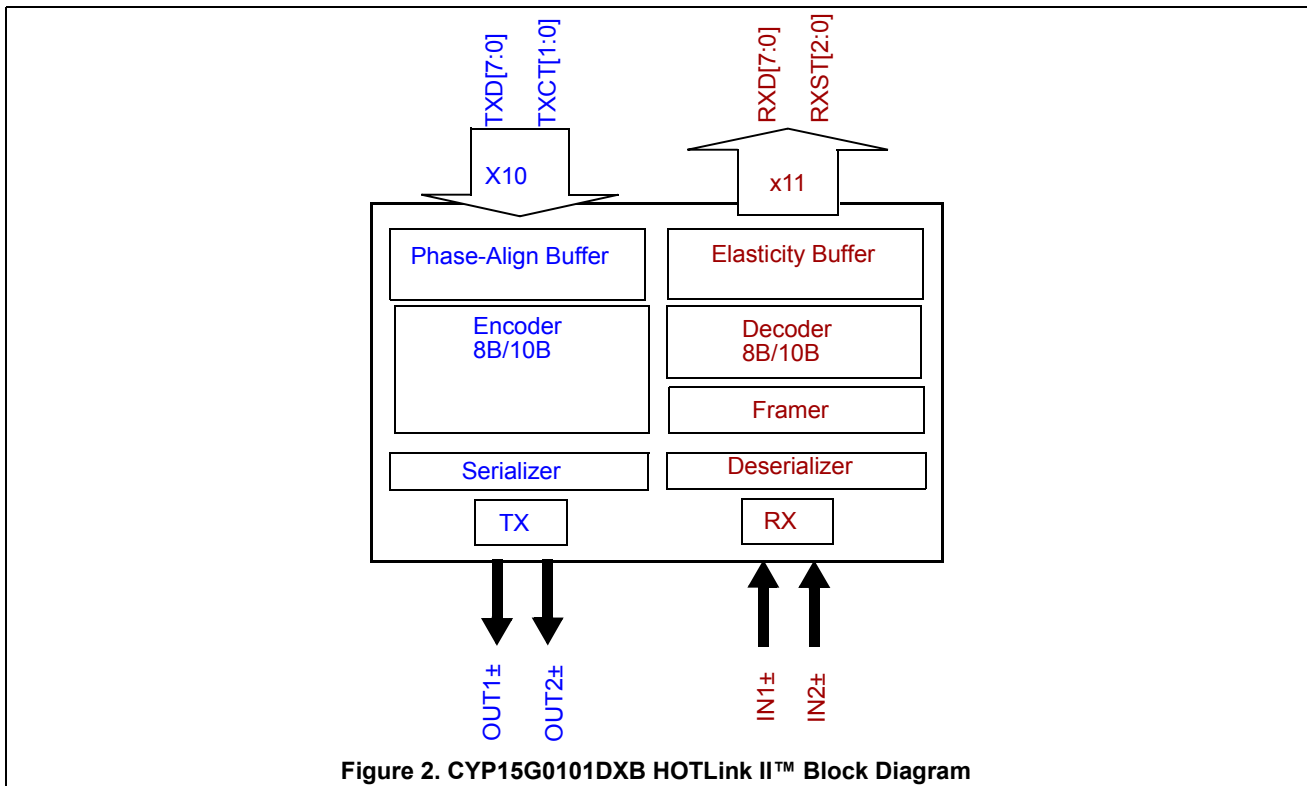 TXD[7:0]
TXCT[1:0]
RXD[7:0]
RXST[2:0]
X10
x11
Phase-Align Buffer
Elasticity Buffer
Encoder
8B/10B
Decoder
8B/10B
Framer
Serializer
Deserializer
TX
RX
OUT1±
OUT2±
IN1±
IN2±
Figure 2. CYP15G0101DXB HOTLink II™ Block Diagram